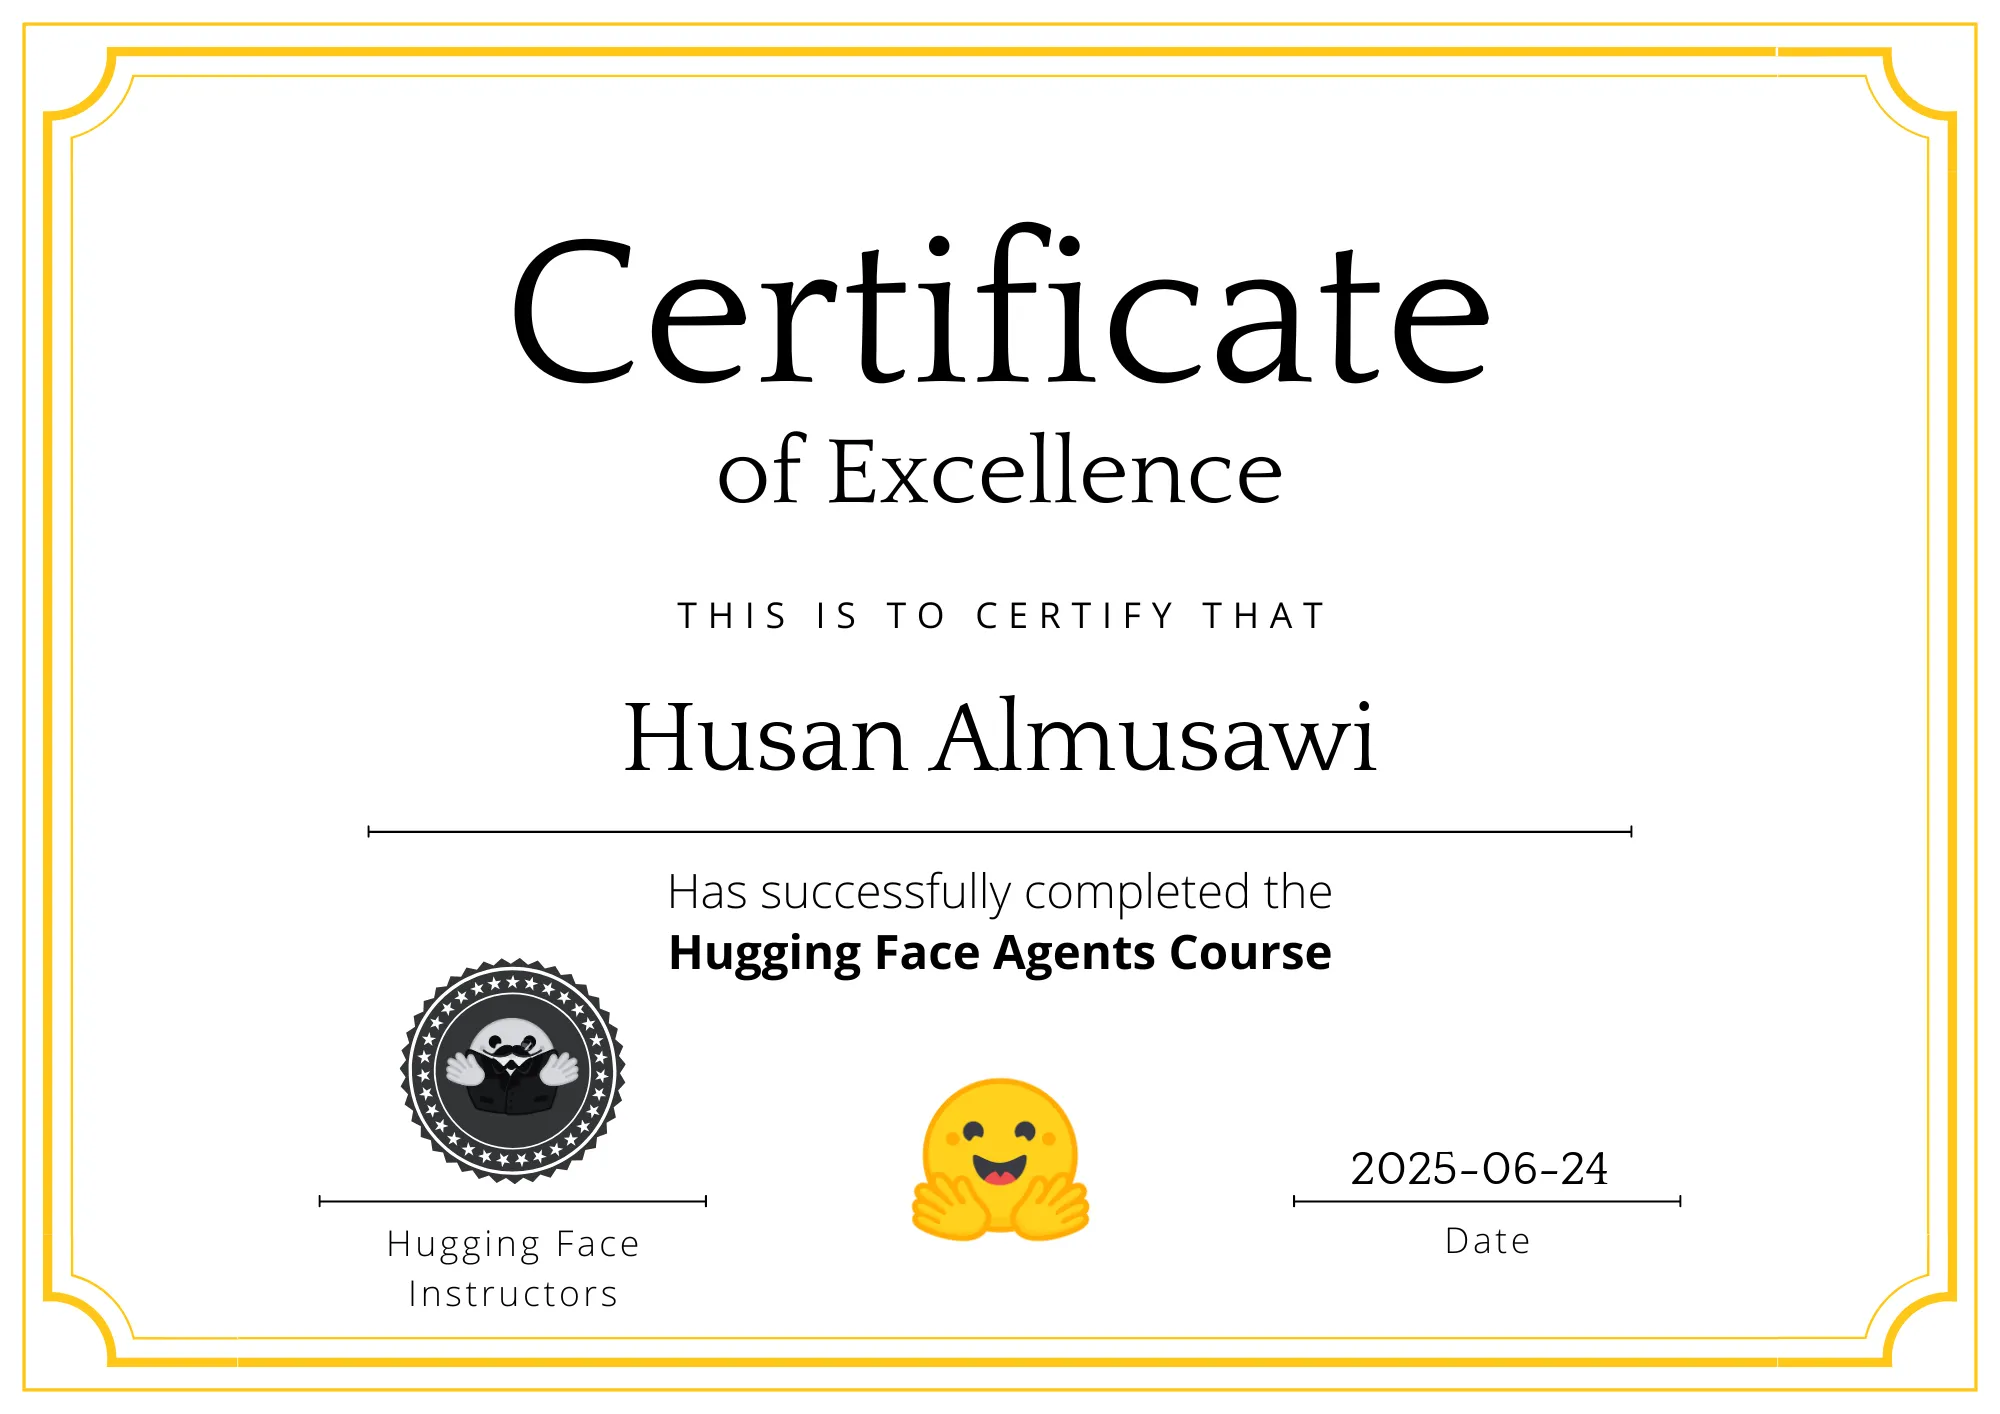 Certificate
of Excellence
THIS IS TO CERTIFY THAT
Husan Almusawi
Has successfully completed the
Hugging Face Agents Course
2025-06-24
Hugging Face
Instructors
Date